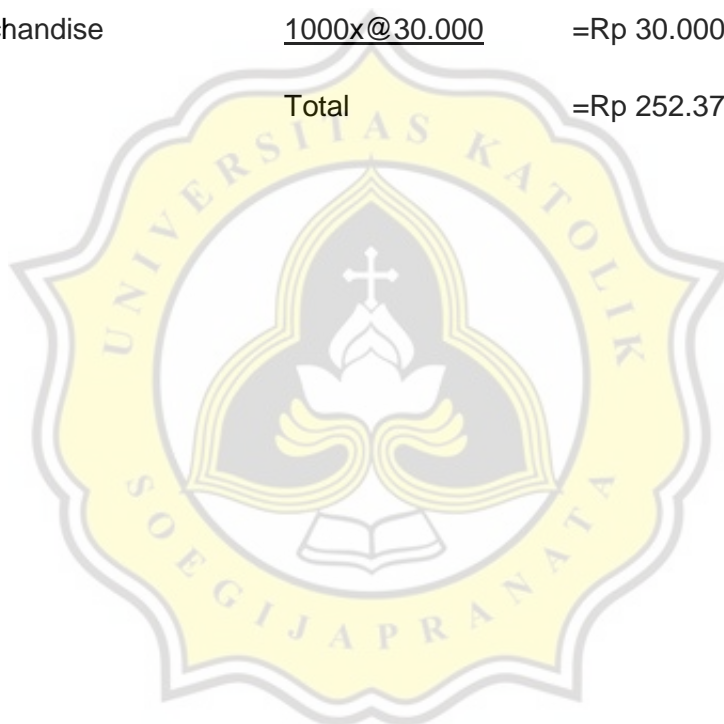 chandise 1000x@30.000 =Rp 30.000
Total =Rp 252.37
UNIVERSITAS KATOLIK
SOEGIJAPRANATA